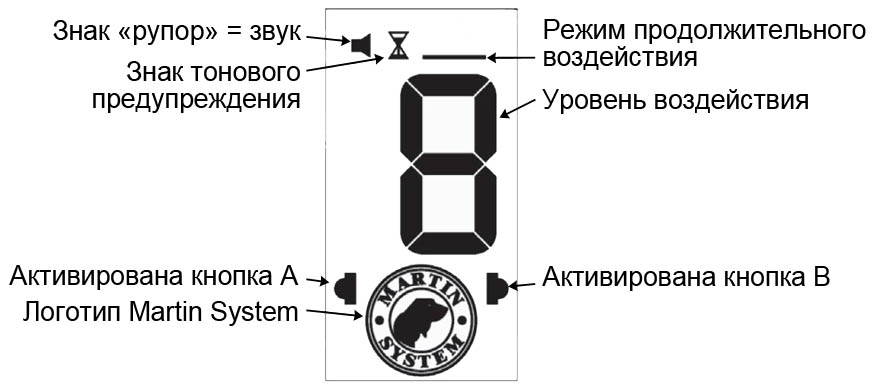 Знак «рупор» = звук
Знак тонового
предупреждения
Режим продолжительного
воздействия
Уровень воздействия
Активирована кнопка А
Логотип Martin System
Активирована кнопка В
MARTIN
SYSTEM